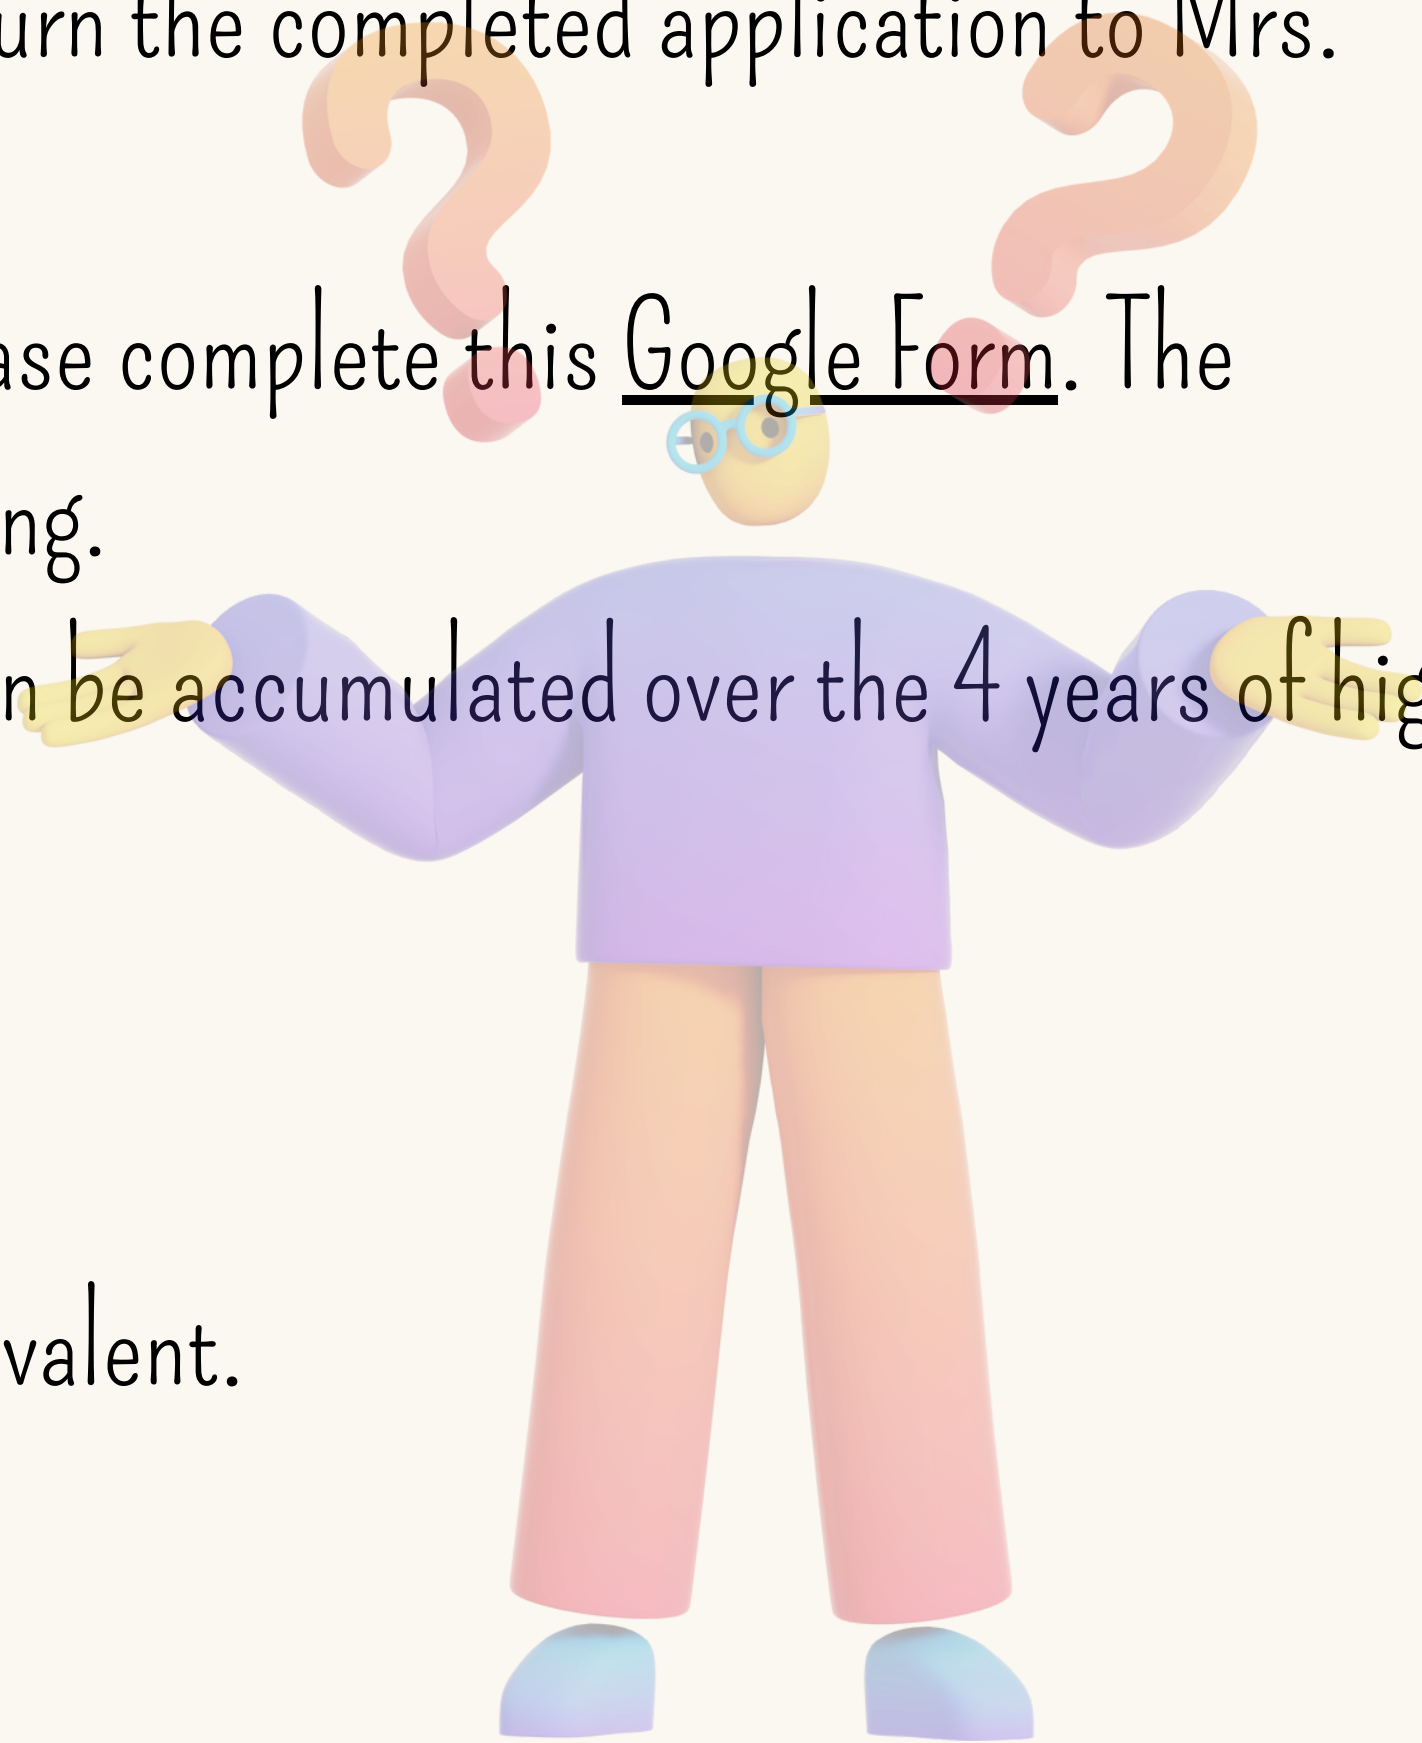 urn the completed application to Mrs.
ase complete this Google Form. The
ng.
n be accumulated over the 4 years of hig
valent.